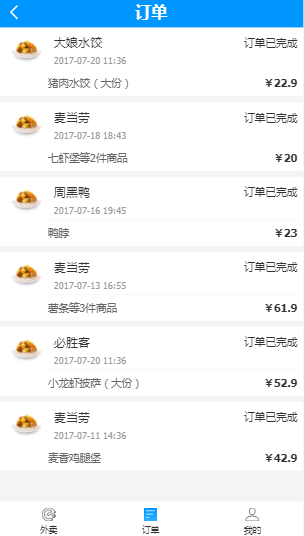 订单
大娘水饺 订单已完成
2017-07-20 11:36
猪肉水饺（大份） ￥22.9
麦当劳 订单已完成
2017-07-18 18:43
七虾堡等2件商品 ￥20
周黑鸭 订单已完成
2017-07-16 19:45
鸭脖 ￥23
麦当劳 订单已完成
2017-07-13 16:55
薯条等3件商品 ￥61.9
必胜客 订单已完成
2017-07-20 11:36
小龙虾披萨（大份） ￥52.9
麦当劳 订单已完成
2017-07-11 14:36
麦香鸡腿堡 ￥42.9
外卖 订单 我的